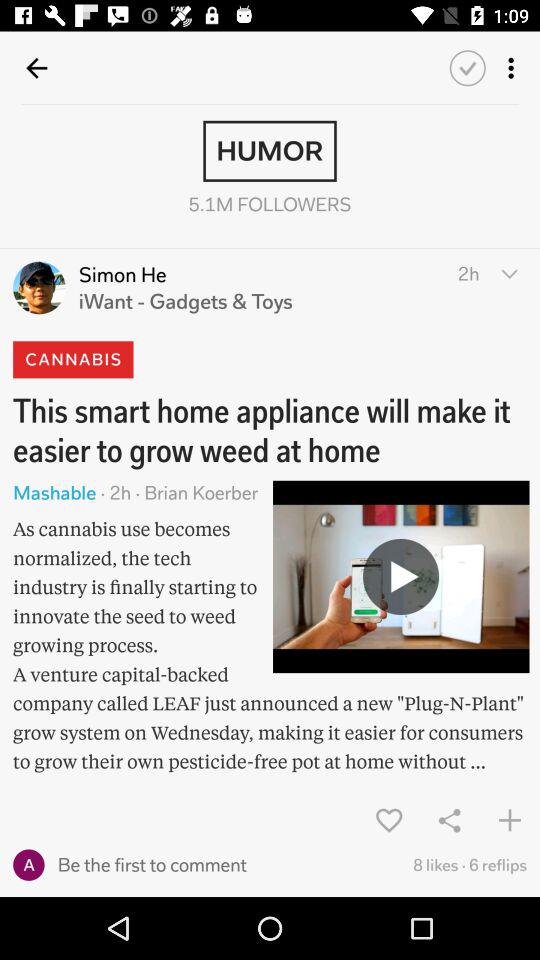 1:09
HUMOR
5.1M FOLLOWERS
Simon He
2h
iWant - Gadgets & Toys
CANNABIS
This smart home appliance will make it
easier to grow weed at home
Mashable · 2h · Brian Koerber
As cannabis use becomes
normalized, the tech
industry is finally starting to
innovate the seed to weed
growing process.
A venture capital-backed
company called LEAF just announced a new "Plug-N-Plant"
grow system on Wednesday, making it easier for consumers
to grow their own pesticide-free pot at home without ...
A
Be the first to comment
8 likes · 6 reflips